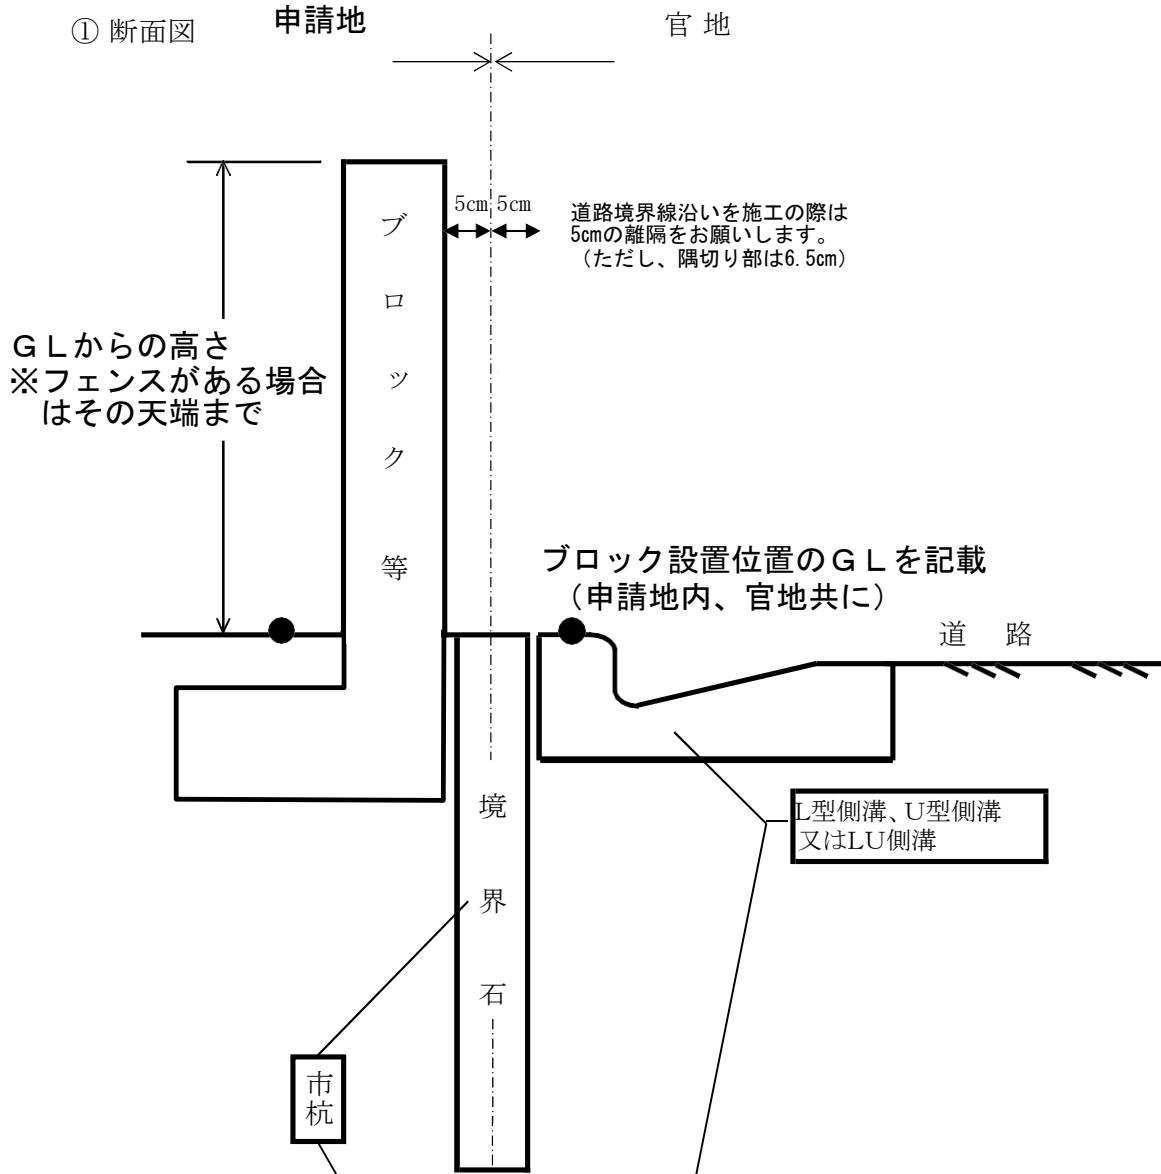 ① 断面図
申請地
官 地
5cm 5cm
道路境界線沿いを施工の際は
5cmの離隔をお願いします。
（ただし、隅切り部は6.5cm）
ブロック等
ＧＬからの高さ
※フェンスがある場合
はその天端まで
ブロック設置位置のＧＬを記載
（申請地内、官地共に）
道 路
L型側溝、U型側溝
又はLU側溝
境界石
市杭